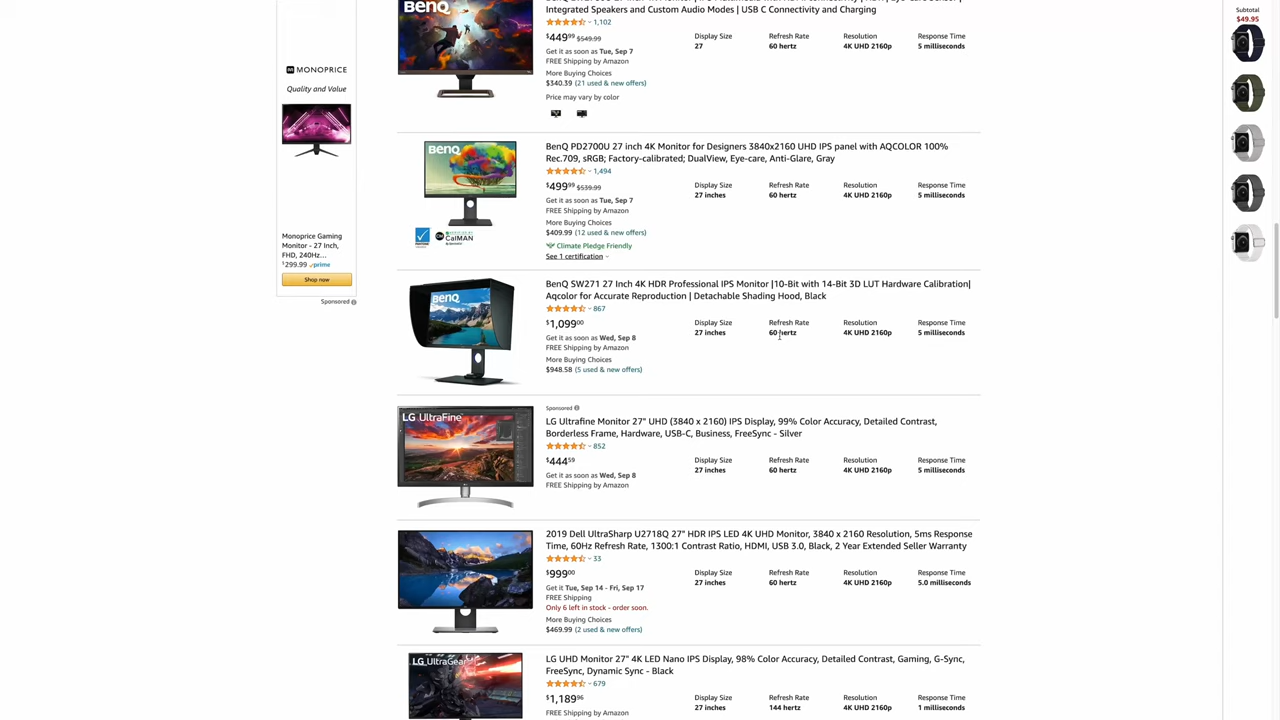 BenQ
Integrated Speakers and Custom Audio Modes | USB C Connectivity and Charging
1,102
$449.99 $549.99
Get it as soon as Tue, Sep 7
FREE Shipping by Amazon
More Buying Choices
$340.39 (21 used & new offers)
Price may vary by color
Display Size
27
Refresh Rate
60 hertz
Resolution
4K UHD 2160p
Response Time
5 milliseconds
BenQ
CalMAN
BenQ PD2700U 27 inch 4K Monitor for Designers 3840x2160 UHD IPS panel with AQCOLOR 100%
Rec.709, sRGB; Factory-calibrated; DualView, Eye-care, Anti-Glare, Gray
1,494
$499.99 $539.99
Get it as soon as Tue, Sep 7
FREE Shipping by Amazon
More Buying Choices
$409.99 (12 used & new offers)
Climate Pledge Friendly
See 1 certification
Display Size
27 inches
Refresh Rate
60 hertz
Resolution
4K UHD 2160p
Response Time
5 milliseconds
BenQ
BenQ SW271 27 Inch 4K HDR Professional IPS Monitor |10-Bit with 14-Bit 3D LUT Hardware Calibration|
Aqcolor for Accurate Reproduction | Detachable Shading Hood, Black
867
$1,099.00
Get it as soon as Wed, Sep 8
FREE Shipping by Amazon
More Buying Choices
$948.58 (5 used & new offers)
Display Size
27 inches
Refresh Rate
60 hertz
Resolution
4K UHD 2160p
Response Time
5 milliseconds
LG UltraFine
Sponsored
LG Ultrafine Monitor 27" UHD (3840 x 2160) IPS Display, 99% Color Accuracy, Detailed Contrast,
Borderless Frame, Hardware, USB-C, Business, FreeSync - Silver
852
$444.59
Get it as soon as Wed, Sep 8
FREE Shipping by Amazon
Display Size
27 inches
Refresh Rate
60 hertz
Resolution
4K UHD 2160p
Response Time
5 milliseconds
2019 Dell UltraSharp U2718Q 27" HDR IPS LED 4K UHD Monitor, 3840 x 2160 Resolution, 5ms Response
Time, 60Hz Refresh Rate, 1300:1 Contrast Ratio, HDMI, USB 3.0, Black, 2 Year Extended Seller Warranty
33
$999.00
Get it Tue, Sep 14 - Fri, Sep 17
FREE Shipping
Only 6 left in stock - order soon.
More Buying Choices
$469.99 (2 used & new offers)
Display Size
27 inches
Refresh Rate
60 hertz
Resolution
4K UHD 2160p
Response Time
5.0 milliseconds
LG UltraGear
LG UHD Monitor 27" 4K LED Nano IPS Display, 98% Color Accuracy, Detailed Contrast, Gaming, G-Sync,
FreeSync, Dynamic Sync - Black
679
$1,189.96
FREE Shipping by Amazon
Display Size
27 inches
Refresh Rate
144 hertz
Resolution
4K UHD 2160p
Response Time
1 milliseconds
MONOPRICE
Quality and Value
Monoprice Gaming
Monitor - 27 Inch,
FHD, 240Hz...
$299.99 prime
Shop now
Sponsored
Subtotal
$49.95